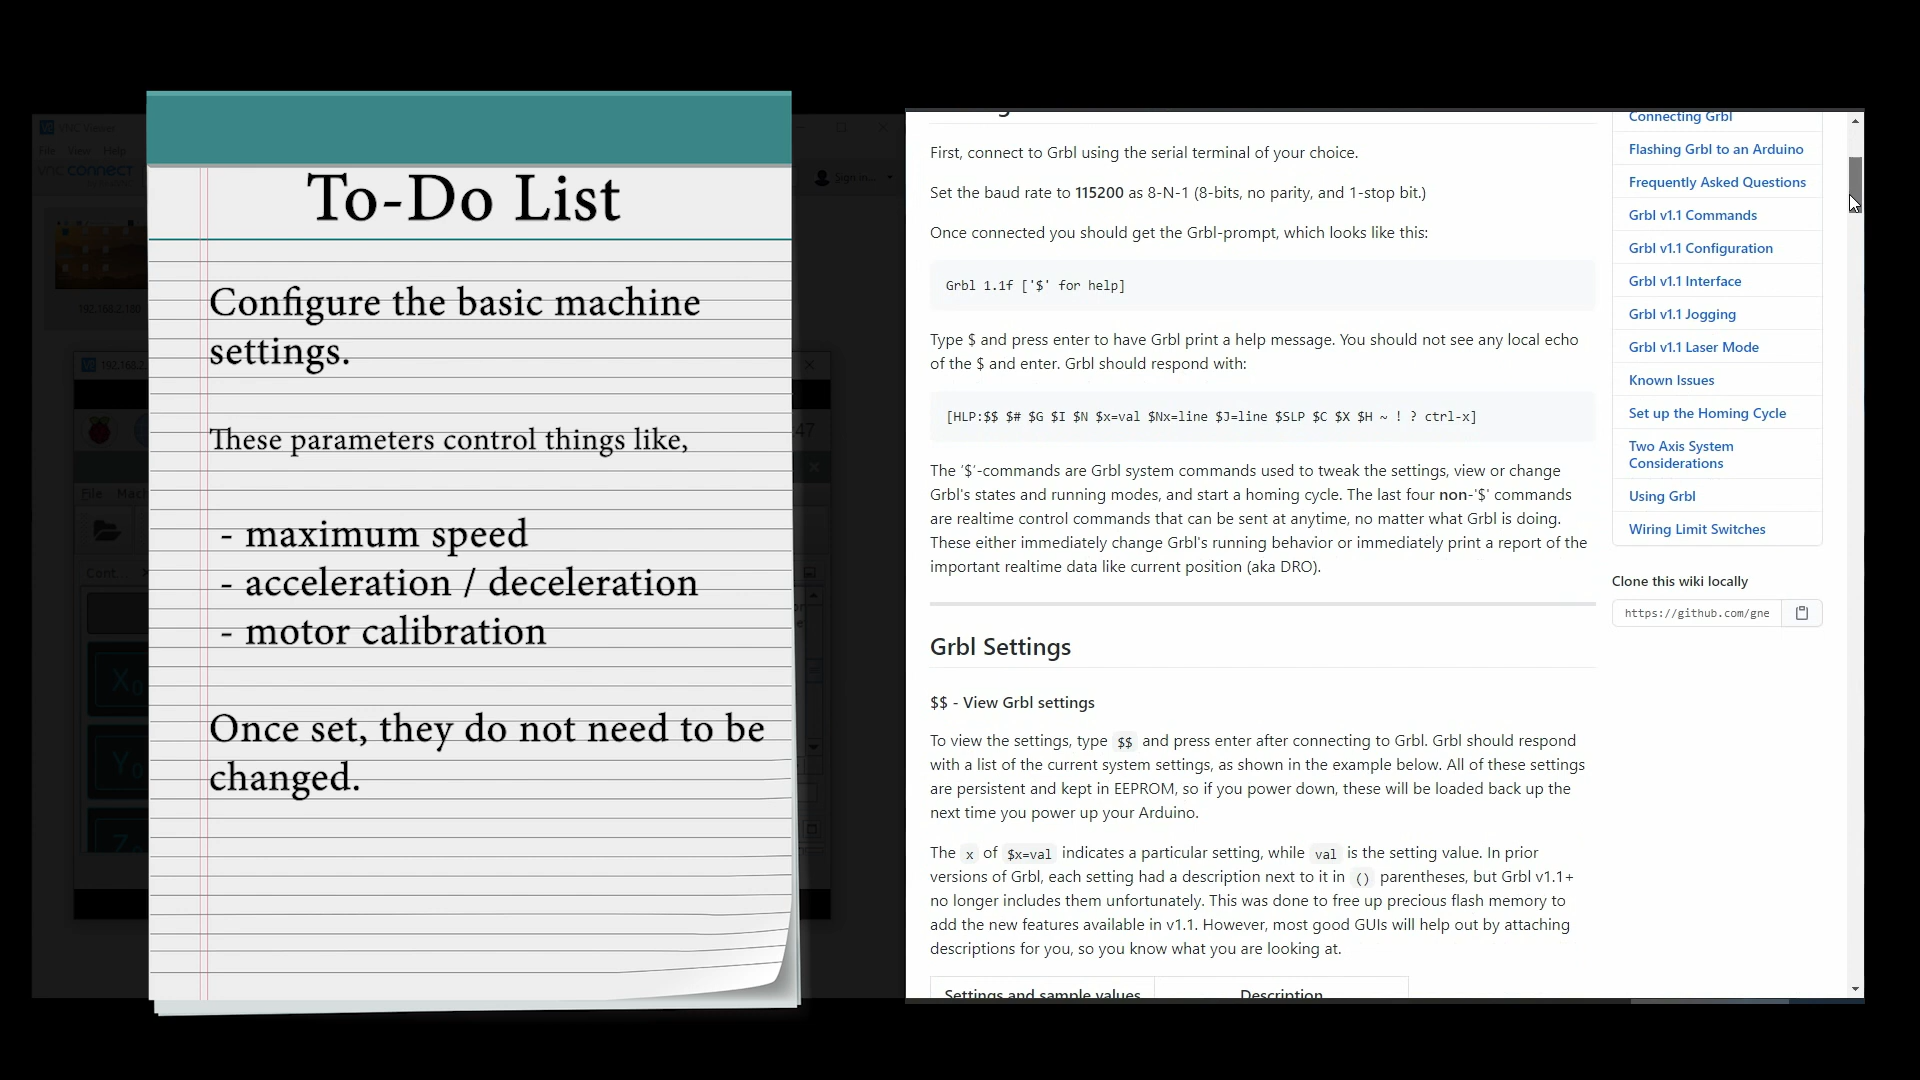 To-Do List
Configure the basic machine
settings.
These parameters control things like,
- maximum speed
- acceleration / deceleration
- motor calibration
Once set, they do not need to be
changed.
VNC Viewer
File View Help
vnc connect
Sign in...
File
First, connect to Grbl using the serial terminal of your choice.
Set the baud rate to 115200 as 8-N-1 (8-bits, no parity, and 1-stop bit.)
Once connected you should get the Grbl-prompt, which looks like this:
Grbl 1.1f ['$' for help]
Type $ and press enter to have Grbl print a help message. You should not see any local echo
of the $ and enter. Grbl should respond with:
[HLP:$$ $# $G $I $N $x=val $Nx=line $J=line $SLP $C $X $H ~ ! ? ctrl-x]
The '$'-commands are Grbl system commands used to tweak the settings, view or change
Grbl's states and running modes, and start a homing cycle. The last four non-'$' commands
are realtime control commands that can be sent at anytime, no matter what Grbl is doing.
These either immediately change Grbl's running behavior or immediately print a report of the
important realtime data like current position (aka DRO).
Grbl Settings
$$ - View Grbl settings
To view the settings, type $$ and press enter after connecting to Grbl. Grbl should respond
with a list of the current system settings, as shown in the example below. All of these settings
are persistent and kept in EEPROM, so if you power down, these will be loaded back up the
next time you power up your Arduino.
The x of $x=val indicates a particular setting, while val is the setting value. In prior
versions of Grbl, each setting had a description next to it in () parentheses, but Grbl v1.1+
no longer includes them unfortunately. This was done to free up precious flash memory to
add the new features available in v1.1. However, most good GUIs will help out by attaching
descriptions for you, so you know what you are looking at.
Settings and sample values Description
Connecting Grbl
Flashing Grbl to an Arduino
Frequently Asked Questions
Grbl v1.1 Commands
Grbl v1.1 Configuration
Grbl v1.1 Interface
Grbl v1.1 Jogging
Grbl v1.1 Laser Mode
Known Issues
Set up the Homing Cycle
Two Axis System
Considerations
Using Grbl
Wiring Limit Switches
Clone this wiki locally
https://github.com/gne